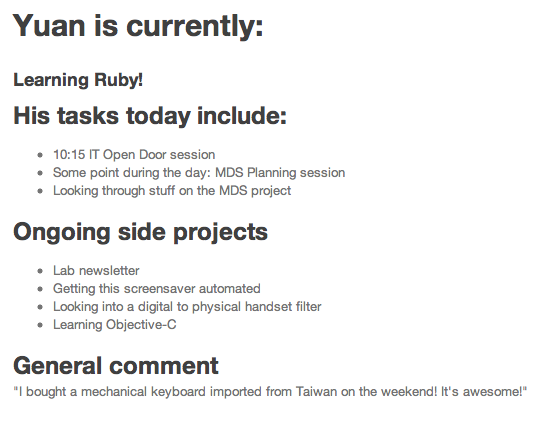 Yuan is currently:
Learning Ruby!
His tasks today include:
• 10:15 IT Open Door session
• Some point during the day: MDS Planning session
• Looking through stuff on the MDS project
Ongoing side projects
• Lab newsletter
• Getting this screensaver automated
• Looking into a digital to physical handset filter
• Learning Objective-C
General comment
"I bought a mechanical keyboard imported from Taiwan on the weekend! It's awesome!"